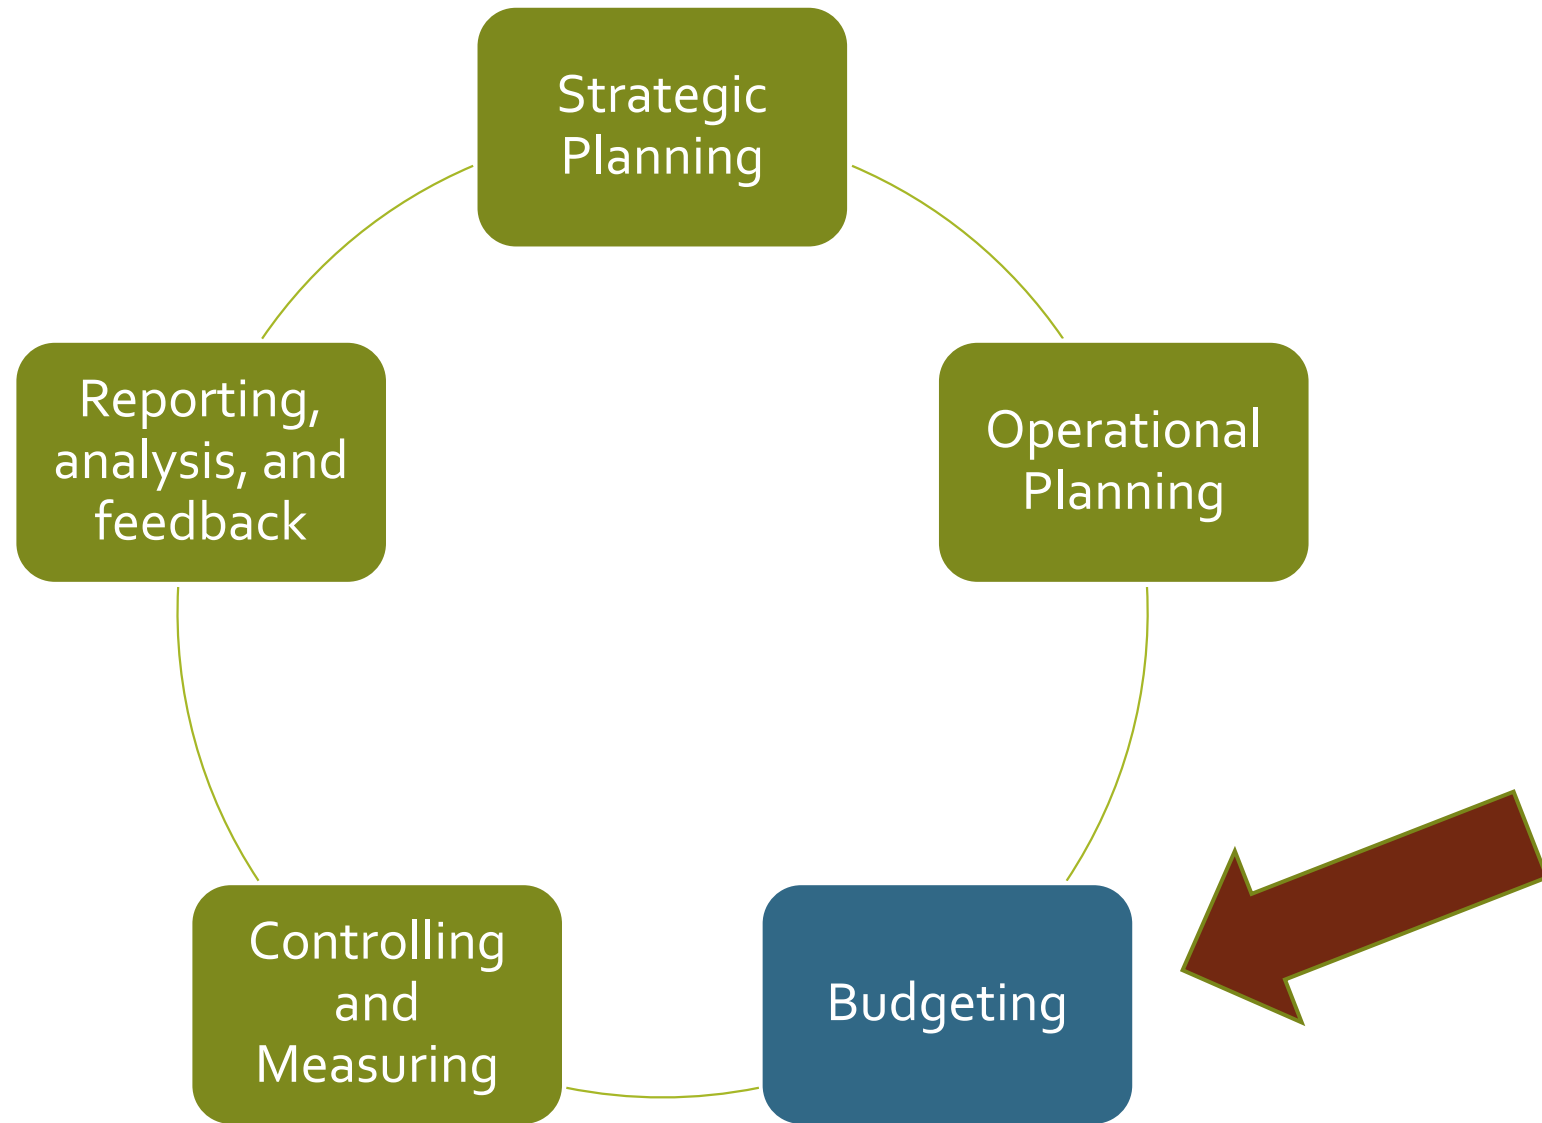 Strategic
Planning
Operational
Planning
Budgeting
Controlling
and
Measuring
Reporting,
analysis, and
feedback